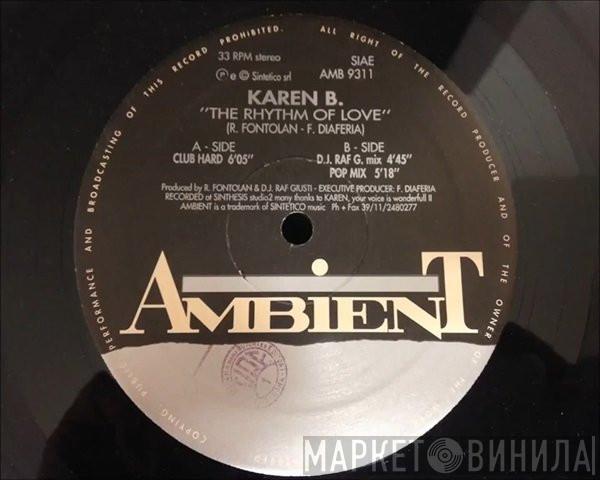 ALL RIGHT OF THE RECORD PRODUCER AND OF THE OWNER OF THE
COPYING PUBLIC PERFORMANCE AND BROADCASTING OF THIS RECORD PROHIBITED.
33 RPM stereo
SIAE
℗ e © Sintetico srl
AMB 9311
KAREN B.
"THE RHYTHM OF LOVE"
(R. FONTOLAN - F. DIAFERIA)
A - SIDE
B - SIDE
CLUB HARD 6'05"
D.J. RAF G. mix 4'45"
POP MIX 5'18"
Produced by R. FONTOLAN & D.J. RAF GIUSTI - EXECUTIVE PRODUCER: F. DIAFERIA
RECORDED at SINTHESIS studio2 many thanks to KAREN, your voice is wonderfull !!
AMBIENT is a trademark of SINTETICO music Ph + Fax 39/11/2480277
AMBIENT
МАРКЕТ ВИНИЛА